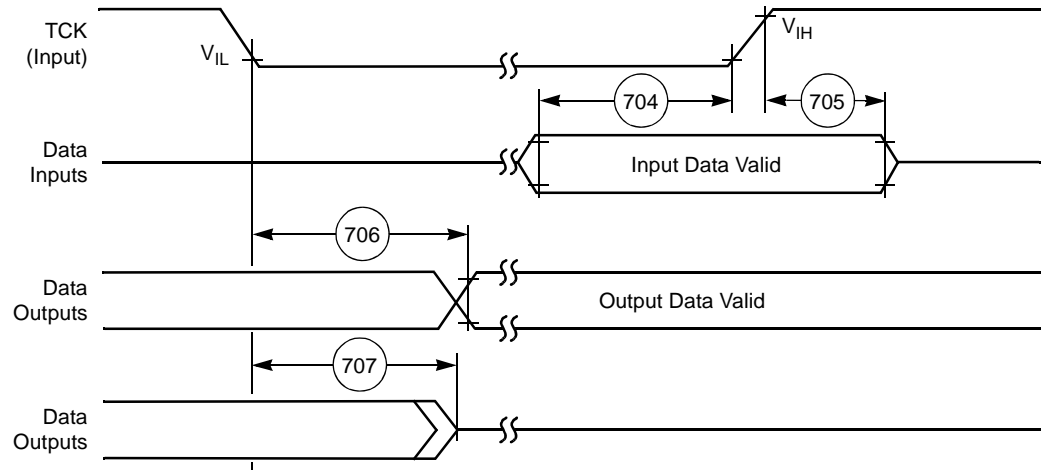 TCK
(Input)
V_IL
V_IH
704
705
Data
Inputs
Input Data Valid
706
Data
Outputs
Output Data Valid
707
Data
Outputs